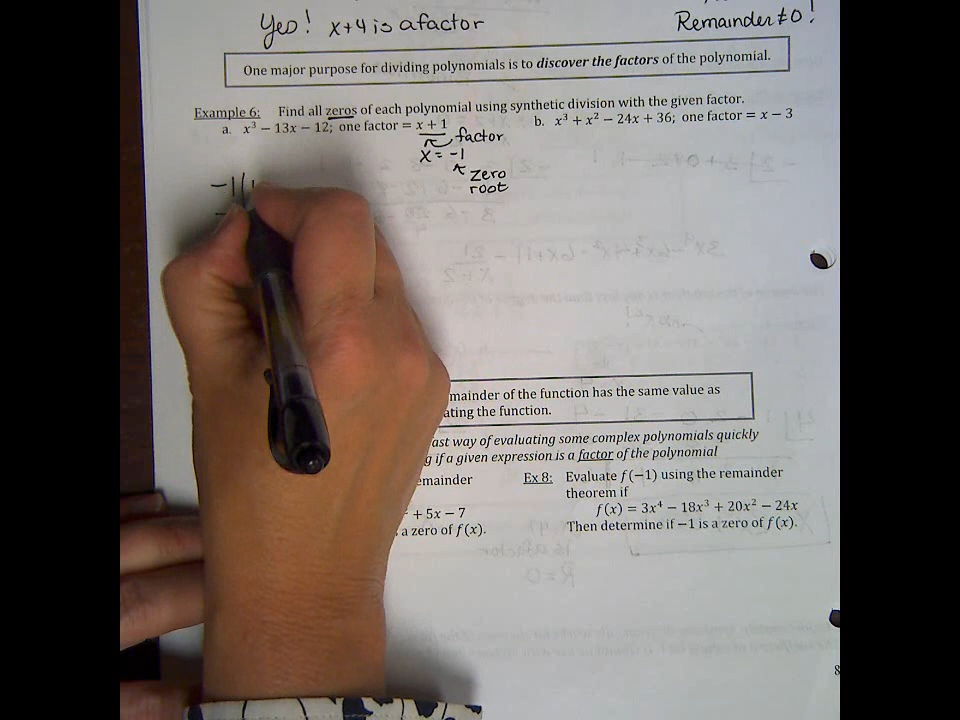 Yes! x+4 is a factor
Remainder ≠ 0!
One major purpose for dividing polynomials is to discover the factors of the polynomial.
Example 6: Find all zeros of each polynomial using synthetic division with the given factor.
a. x³ − 13x − 12; one factor = x + 1
b. x³ + x² − 24x + 36; one factor = x − 3
factor
x = -1
zero
root
-1
mainder of the function has the same value as
ating the function.
ast way of evaluating some complex polynomials quickly
g if a given expression is a factor of the polynomial
emainder
+ 5x − 7
a zero of f(x).
Ex 8: Evaluate f(−1) using the remainder
theorem if
f(x) = 3x⁴ − 18x³ + 20x² − 24x
Then determine if −1 is a zero of f(x).
8